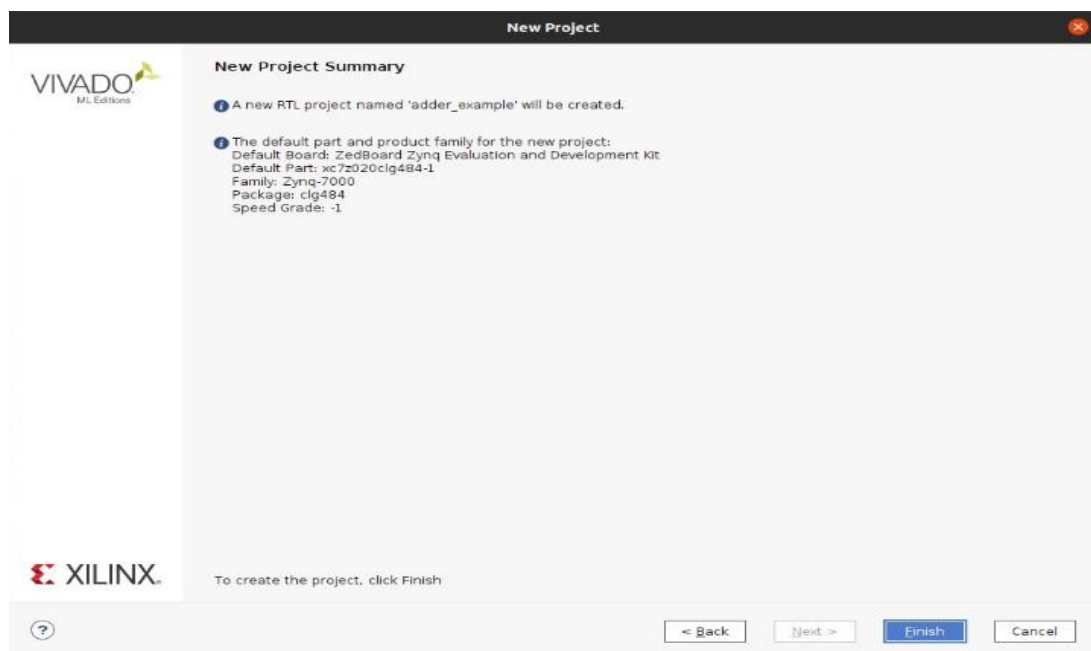 New Project
VIVADO.
ML Editions
New Project Summary
A new RTL project named 'adder_example' will be created.
The default part and product family for the new project:
Default Board: ZedBoard Zynq Evaluation and Development Kit
Default Part: xc7z020clg484-1
Family: Zynq-7000
Package: clg484
Speed Grade: -1
XILINX.
To create the project, click Finish
?
< Back
Next >
Finish
Cancel